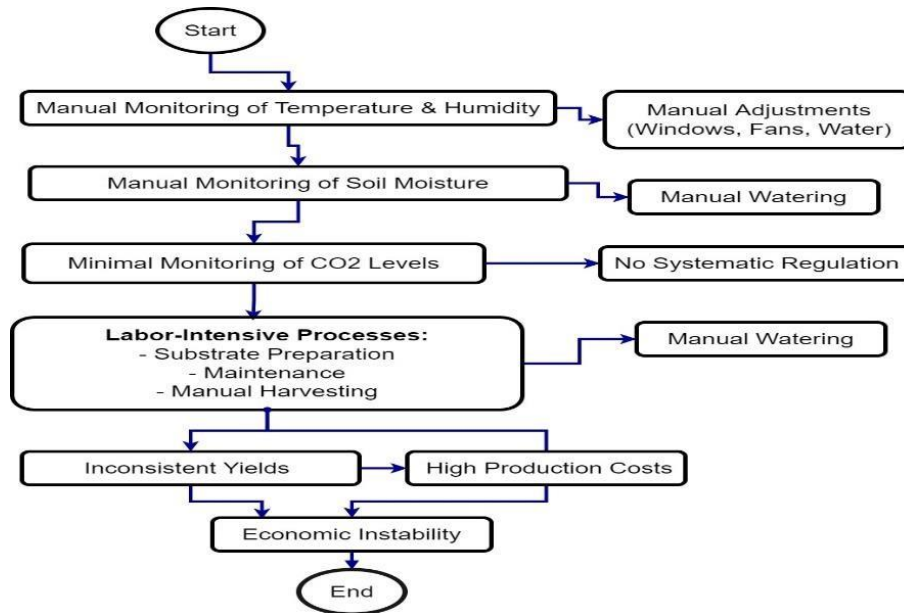 Start
Manual Monitoring of Temperature & Humidity
Manual Adjustments
(Windows, Fans, Water)
Manual Monitoring of Soil Moisture
Manual Watering
Minimal Monitoring of CO2 Levels
No Systematic Regulation
Labor-Intensive Processes:
- Substrate Preparation
- Maintenance
- Manual Harvesting
Manual Watering
Inconsistent Yields
High Production Costs
Economic Instability
End